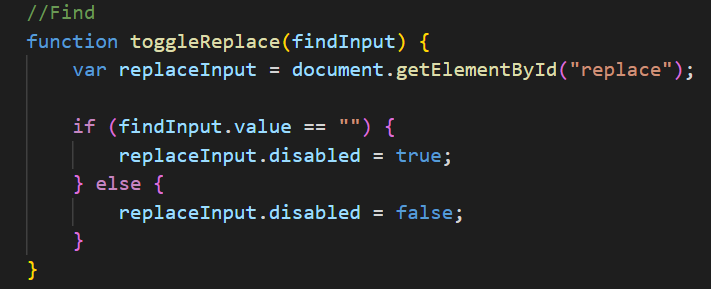 //Find
function toggleReplace(findInput) {
    var replaceInput = document.getElementById("replace");

    if (findInput.value == "") {
        replaceInput.disabled = true;
    } else {
        replaceInput.disabled = false;
    }
}